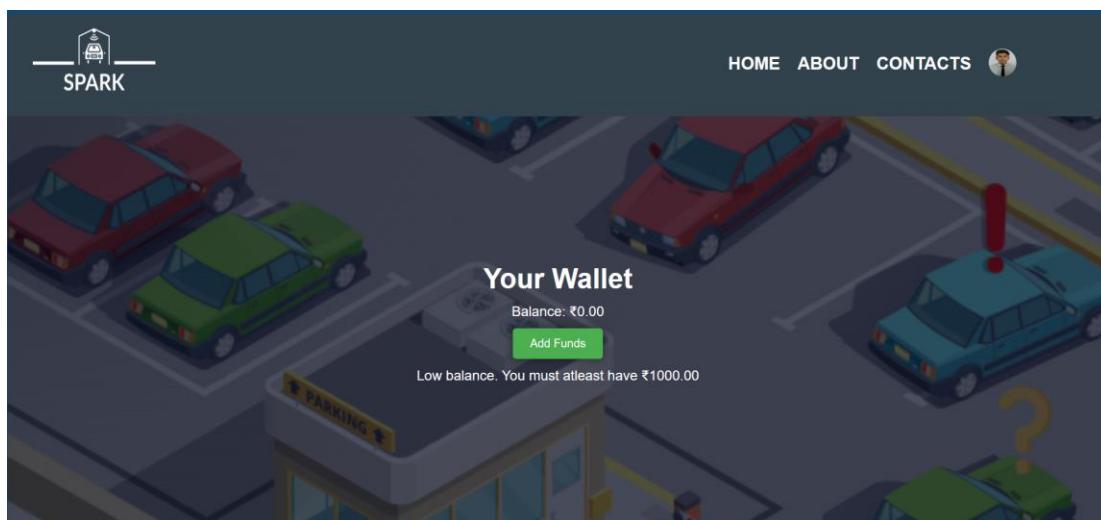 SPARK
HOME ABOUT CONTACTS
Your Wallet
Balance: ₹0.00
Add Funds
Low balance. You must atleast have ₹1000.00
PARKING